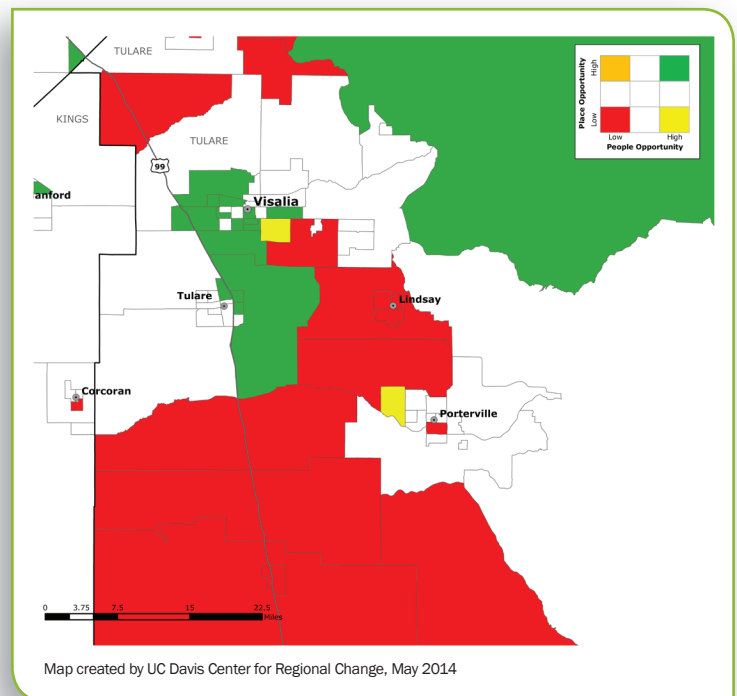 TULARE
KINGS
TULARE
99
anford
Visalia
Tulare
Lindsay
Corcoran
Porterville
Place Opportunity
High
Low
Low
High
People Opportunity
0 3.75 7.5 15 22.5
Miles
Map created by UC Davis Center for Regional Change, May 2014